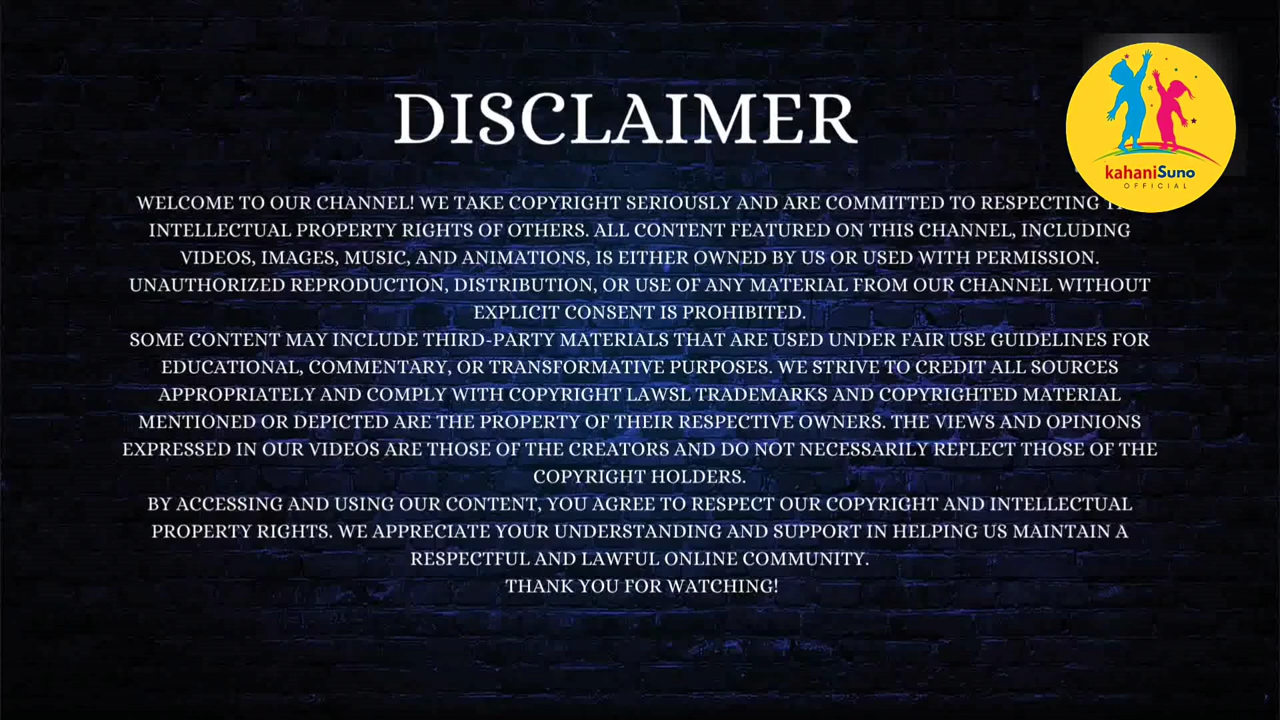 DISCLAIMER
kahaniSuno
OFFICIAL
WELCOME TO OUR CHANNEL! WE TAKE COPYRIGHT SERIOUSLY AND ARE COMMITTED TO RESPECTING
INTELLECTUAL PROPERTY RIGHTS OF OTHERS. ALL CONTENT FEATURED ON THIS CHANNEL, INCLUDING
VIDEOS, IMAGES, MUSIC, AND ANIMATIONS, IS EITHER OWNED BY US OR USED WITH PERMISSION.
UNAUTHORIZED REPRODUCTION, DISTRIBUTION, OR USE OF ANY MATERIAL FROM OUR CHANNEL WITHOUT
EXPLICIT CONSENT IS PROHIBITED.
SOME CONTENT MAY INCLUDE THIRD-PARTY MATERIALS THAT ARE USED UNDER FAIR USE GUIDELINES FOR
EDUCATIONAL, COMMENTARY, OR TRANSFORMATIVE PURPOSES. WE STRIVE TO CREDIT ALL SOURCES
APPROPRIATELY AND COMPLY WITH COPYRIGHT LAWSL TRADEMARKS AND COPYRIGHTED MATERIAL
MENTIONED OR DEPICTED ARE THE PROPERTY OF THEIR RESPECTIVE OWNERS. THE VIEWS AND OPINIONS
EXPRESSED IN OUR VIDEOS ARE THOSE OF THE CREATORS AND DO NOT NECESSARILY REFLECT THOSE OF THE
COPYRIGHT HOLDERS.
BY ACCESSING AND USING OUR CONTENT, YOU AGREE TO RESPECT OUR COPYRIGHT AND INTELLECTUAL
PROPERTY RIGHTS. WE APPRECIATE YOUR UNDERSTANDING AND SUPPORT IN HELPING US MAINTAIN A
RESPECTFUL AND LAWFUL ONLINE COMMUNITY.
THANK YOU FOR WATCHING!